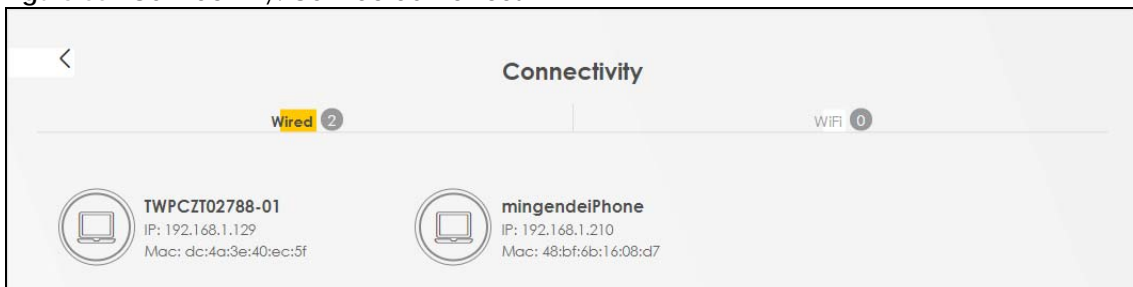 Connectivity
Wired 2
WiFi 0
TWPCZT02788-01
IP: 192.168.1.129
Mac: dc:4a:3e:40:ec:5f
mingendeiPhone
IP: 192.168.1.210
Mac: 48:bf:6b:16:08:d7